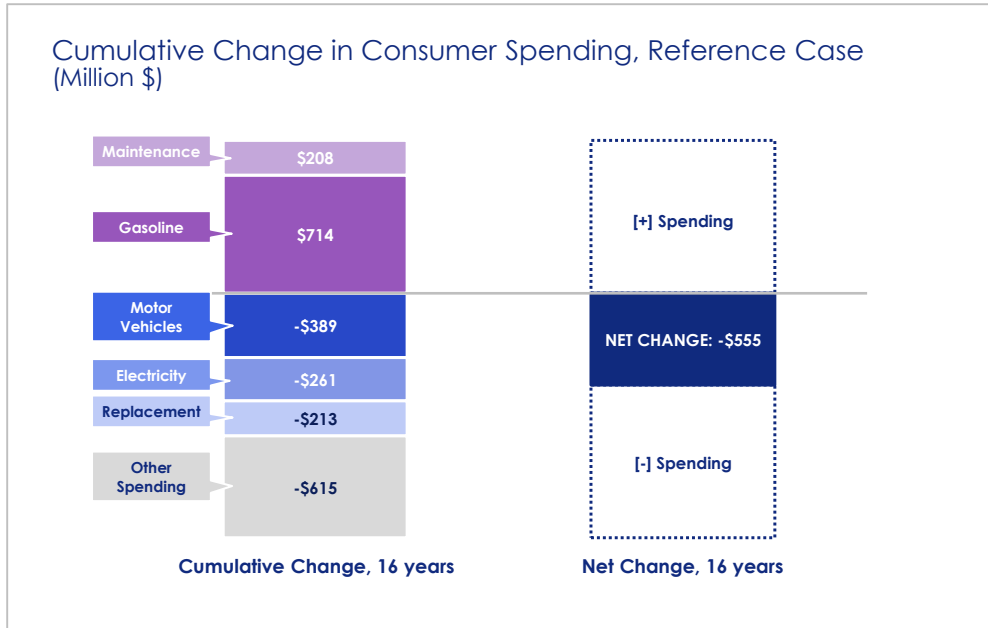 Cumulative Change in Consumer Spending, Reference Case
(Million $)
Maintenance
$208
Gasoline
$714
[+] Spending
Motor
Vehicles
-$389
NET CHANGE: -$555
Electricity
-$261
Replacement
-$213
Other
Spending
-$615
[-] Spending
Cumulative Change, 16 years
Net Change, 16 years